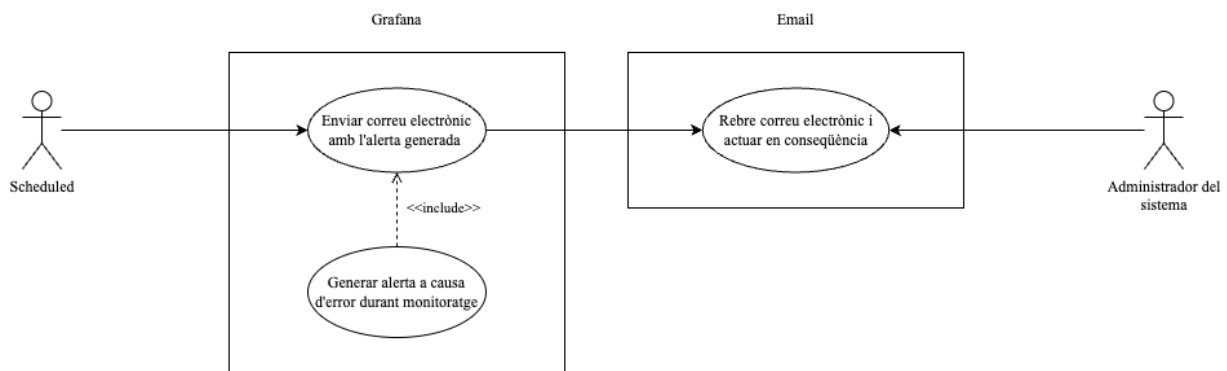 Grafana
Email
Enviar correu electrònic
amb l'alerta generada
Rebre correu electrònic i
actuar en conseqüència
Scheduled
Administrador del
sistema
<<include>>
Generar alerta a causa
d'error durant monitoratge